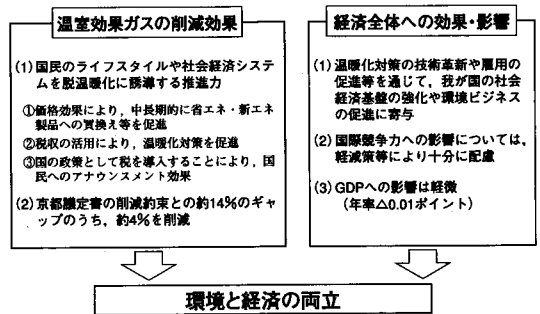 温室効果ガスの削減効果
(1)国民のライフスタイルや社会経済システ
ムを脱温暖化に誘導する推進力
①価格効果により，中長期的に省エネ・新エネ
製品への買換え等を促進
②税収の活用により，温暖化対策を促進
③国の政策として税を導入することにより，国
民へのアナウンスメント効果
(2)京都議定書の削減約束との約14%のギャ
ップのうち，約4%を削減
経済全体への効果・影響
(1)温暖化対策の技術革新や雇用の
促進等を通じて，我が国の社会
経済基盤の強化や環境ビジネス
の促進に寄与
(2)国際競争力への影響については，
軽減策等により十分に配慮
(3)GDPへの影響は軽微
(年率△0.01ポイント)
環境と経済の両立